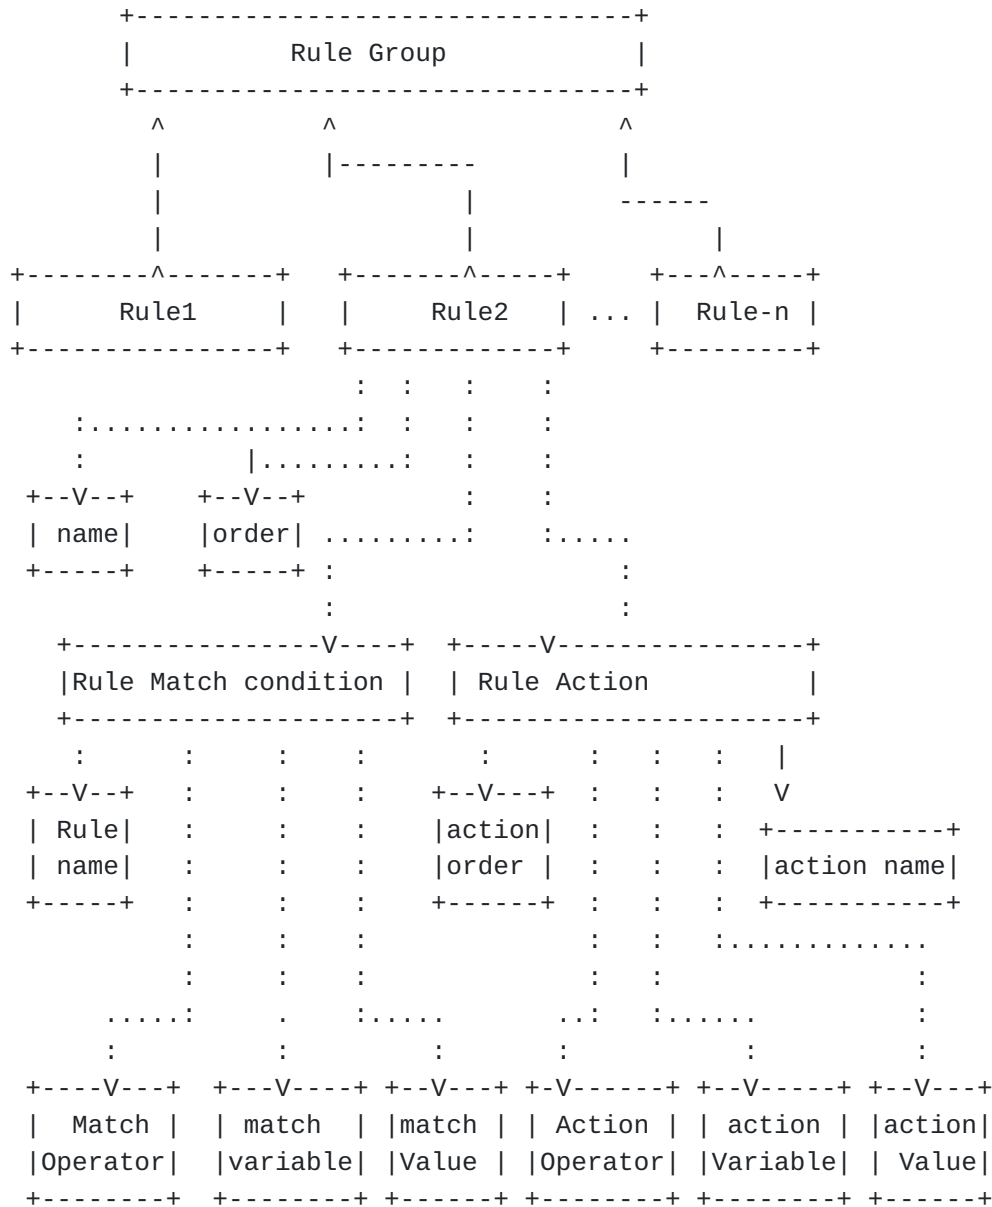 Rule Group
Rule1 Rule2 ... Rule-n
name order
Rule Match condition Rule Action
Rule action
name order action name
Match match match Action action action
Operator variable Value Operator Variable Value